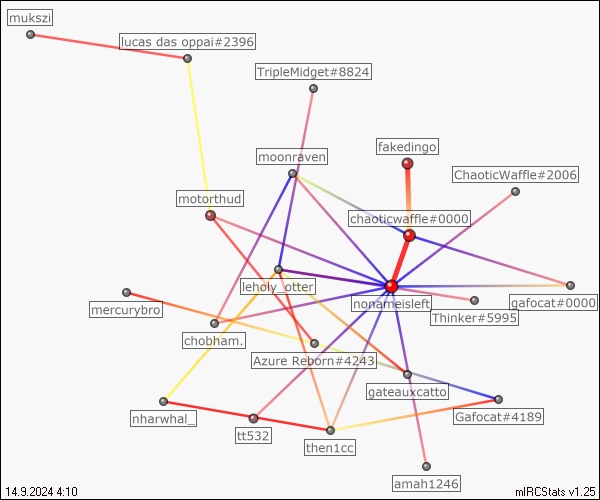 mukszi
lucas das oppai#2396
TripleMidget#8824
moonraven
fakedingo
ChaoticWaffle#2006
motorthud
chaoticwaffle#0000
leholy_otter
nonameisleft
gafocat#0000
mercurybro
Thinker#5995
chobham.
Azure Reborn#4243
gateauxcatto
nharwhal_
Gafocat#4189
tt532
then1cc
amah1246
14.9.2024 4:10
mIRCStats v1.25